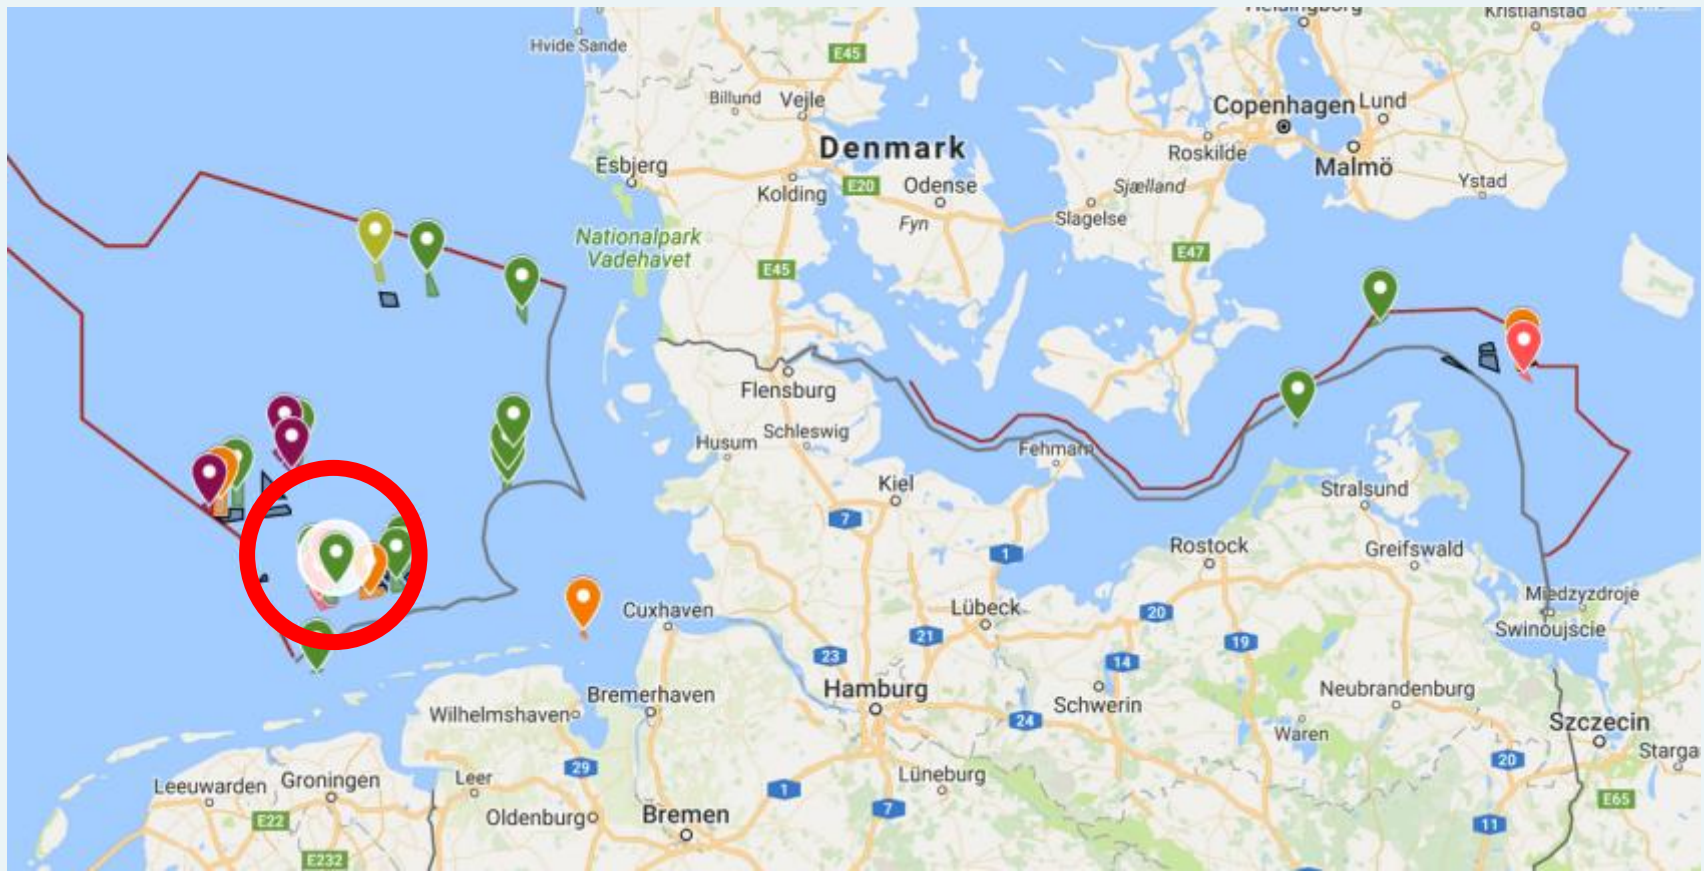 Helsingborg
Kristianstad
Hvide Sande
E45
Billund
Vejle
Copenhagen
Lund
Denmark
Roskilde
Malmö
Esbjerg
Kolding
E20
Odense
Sjælland
Ystad
Fyn
Slagelse
Nationalpark
Vadehavet
E45
E47
Flensburg
Husum
Schleswig
Fehmarn
Kiel
Stralsund
7
1
Rostock
Greifswald
Miedzyzdroje
Swinoujscie
Cuxhaven
Lübeck
20
21
19
23
14
Hamburg
Bremerhaven
Schwerin
Neubrandenburg
Wilhelmshaven
24
Waren
Szczecin
Starga
29
20
Leeuwarden
Groningen
Leer
Lüneburg
1
E65
E22
Oldenburg
Bremen
7
11
E232